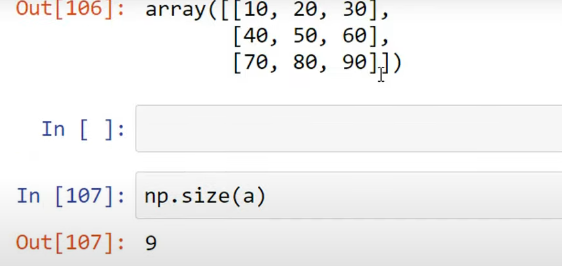 Out[106]: array([[10, 20, 30],
[40, 50, 60],
[70, 80, 90]])
In [ ]:
In [107]: np.size(a)
Out[107]: 9